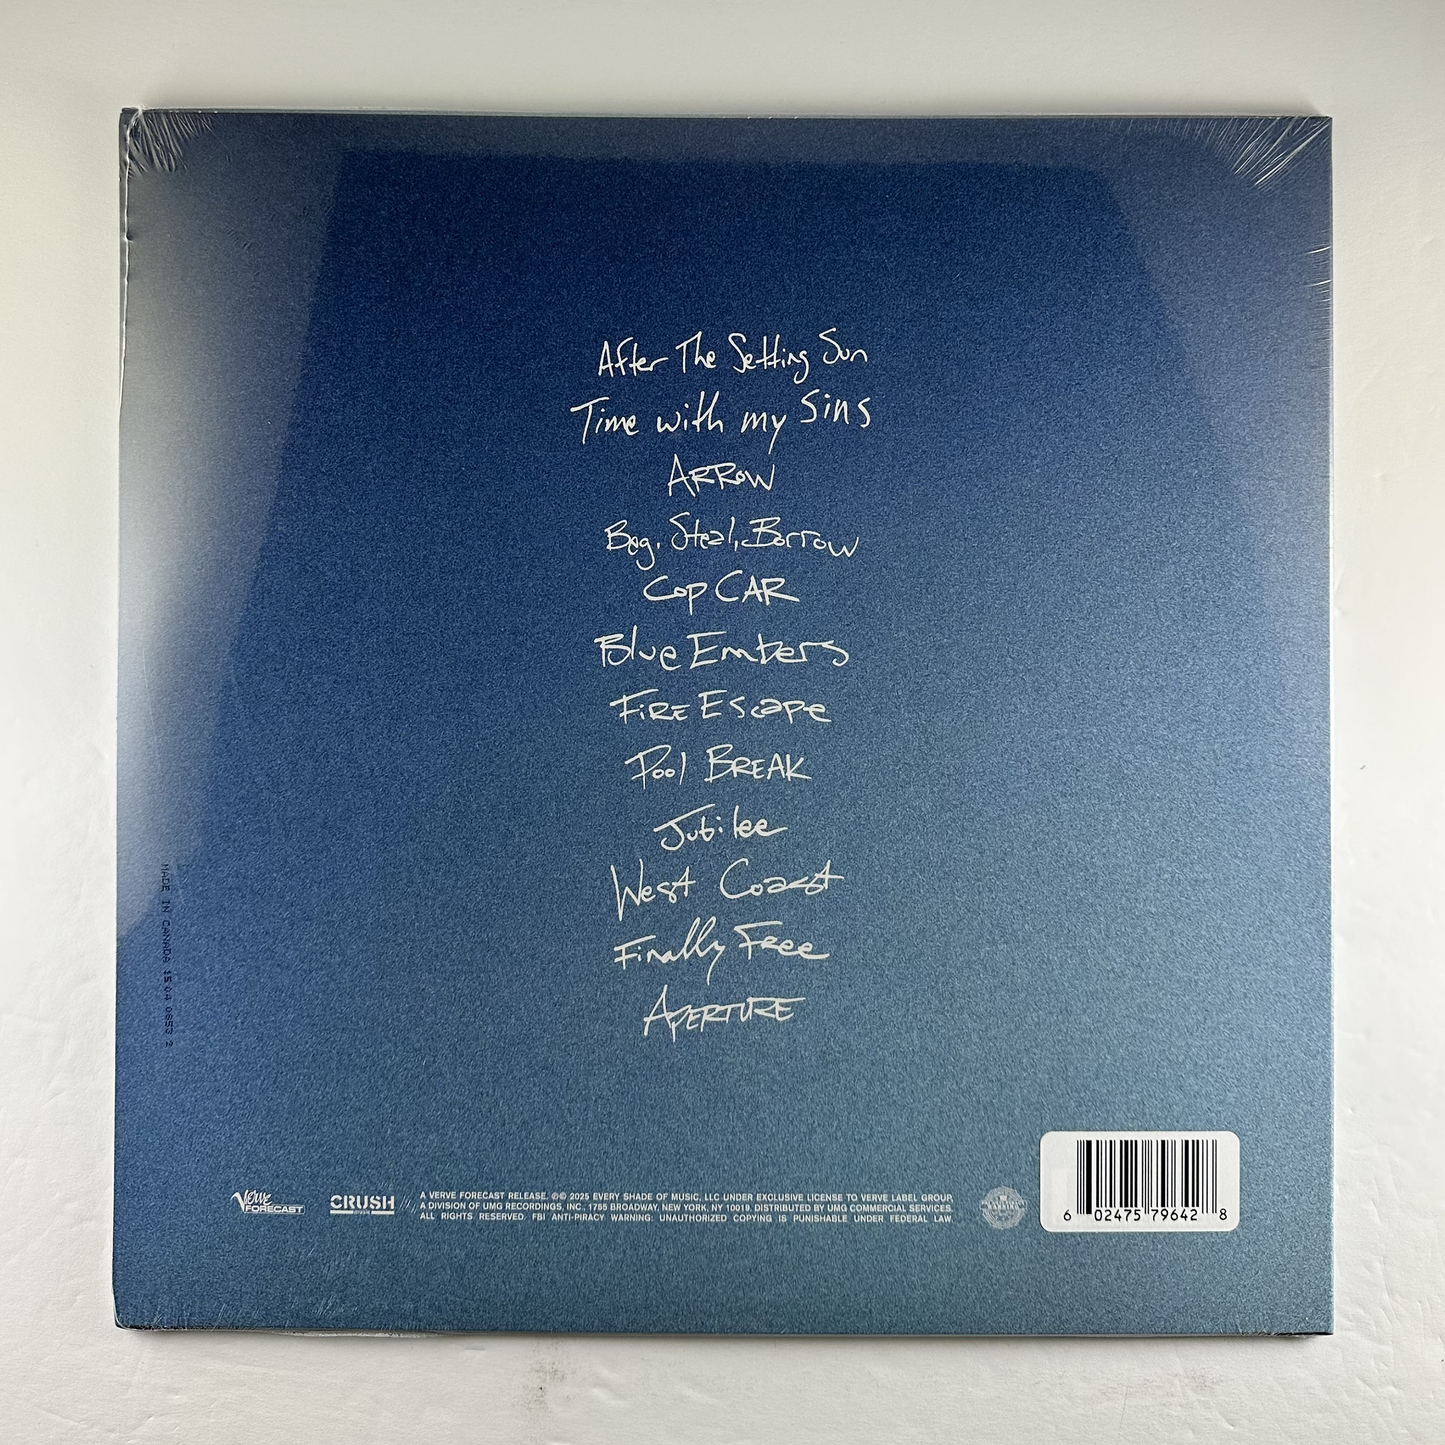 After The Setting Sun
Time with my Sins
ARROW
Beg, Steal, Borrow
Cop CAR
Blue Embers
FIRE Escape
Pool BREAK
Jubilee
West Coast
Finally Free
APERTURE
MADE IN CANADA
Verve FORECAST
CRUSH
A VERVE FORECAST RELEASE. ℗© 2025 EVERY SHADE OF MUSIC, LLC UNDER EXCLUSIVE LICENSE TO VERVE LABEL GROUP,
A DIVISION OF UMG RECORDINGS, INC., 1755 BROADWAY, NEW YORK, NY 10019. DISTRIBUTED BY UMG COMMERCIAL SERVICES.
ALL RIGHTS RESERVED. FBI ANTI-PIRACY WARNING: UNAUTHORIZED COPYING IS PUNISHABLE UNDER FEDERAL LAW.
6 02475 79642 8